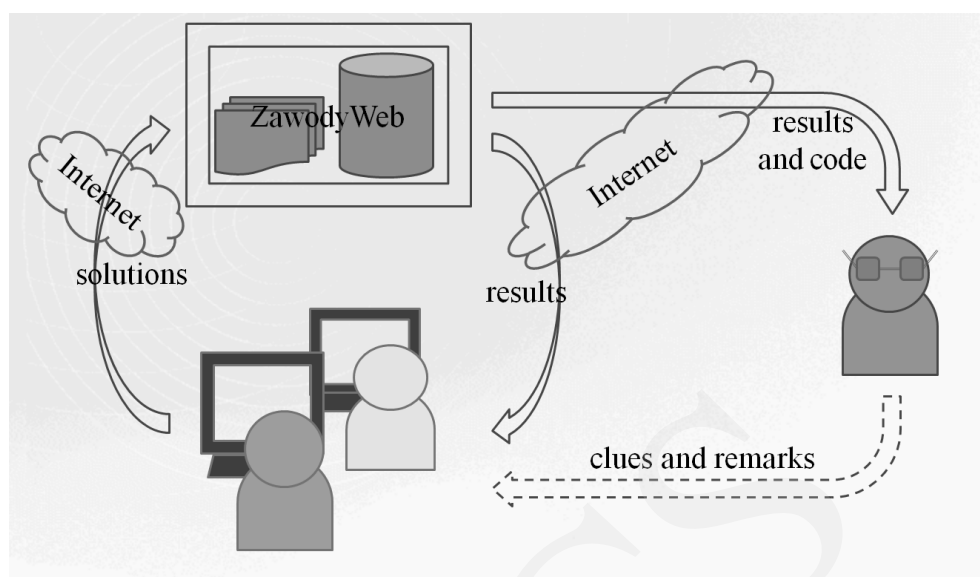 ZawodyWeb
Internet
solutions
Internet
results
and code
results
clues and remarks